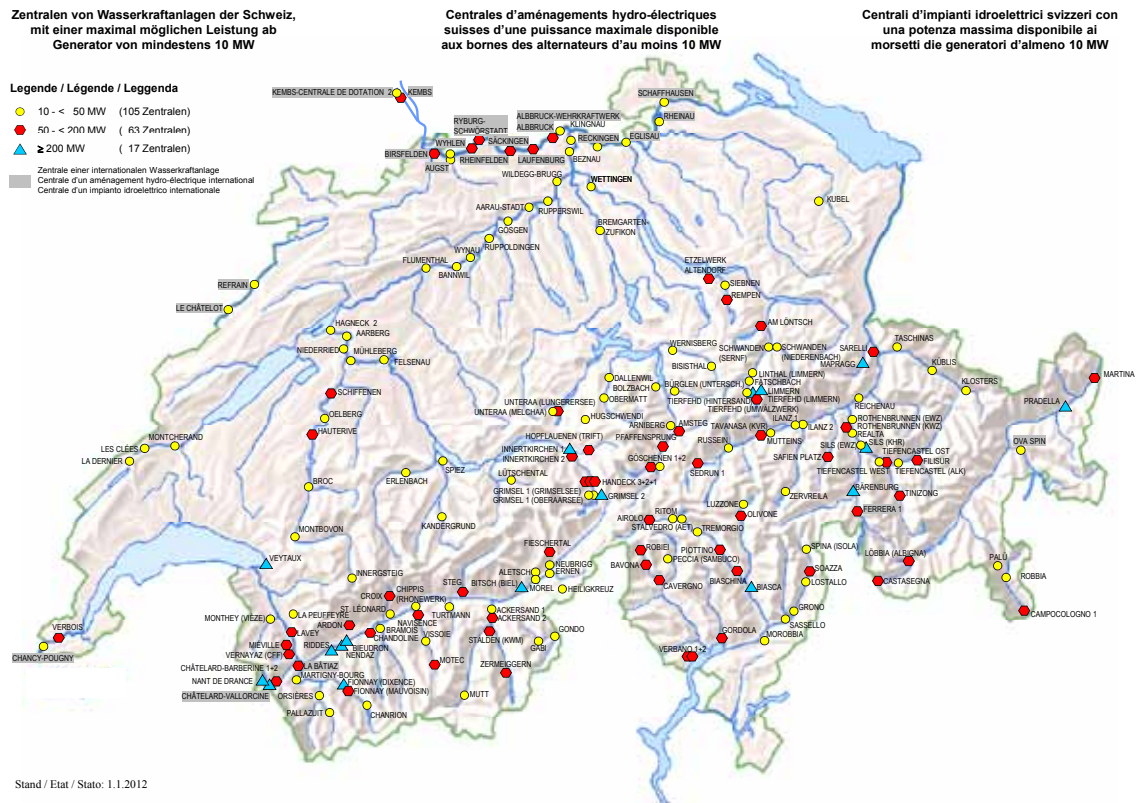 Zentralen von Wasserkraftanlagen der Schweiz,
mit einer maximal möglichen Leistung ab
Generator von mindestens 10 MW
Centrales d'aménagements hydro-électriques
suisses d'une puissance maximale disponible
aux bornes des alternateurs d'au moins 10 MW
Centrali d'impianti idroelettrici svizzeri con
una potenza massima disponibile ai
morsetti die generatori d'almeno 10 MW
Legende / Légende / Leggenda
10 - < 50 MW (105 Zentralen)
50 - < 200 MW ( 63 Zentralen)
≥ 200 MW ( 17 Zentralen)
Zentrale einer internationalen Wasserkraftanlage
Centrale d'un aménagement hydro-électrique international
Centrale d'un impianto idroelettrico internationale
KEMBS-CENTRALE DE DOTATION 2
KEMBS
SCHAFFHAUSEN
RHEINAU
ALBBRUCK-WEHRKRAFTWERK
ALBBRUCK
KLINGNAU
RYBURG-
SCHWÖRSTADT
SÄCKINGEN
RECKINGEN
EGLISAU
WYHLEN
BIRSFELDEN
AUGST
RHEINFELDEN
LAUFENBURG
BEZNAU
WILDEGG-BRUGG
WETTINGEN
AARAU-STADT
RUPPERSWIL
GÖSGEN
RUPPOLDINGEN
BREMGARTEN-
ZUFIKON
KUBEL
WYNAU
FLUMENTHAL
BANNWIL
ETZELWERK
ALTENDORF
SIEBNEN
REMPEN
REFRAIN
LE CHÂTELOT
HAGNECK 2
AARBERG
NIEDERRIED
MÜHLEBERG
FELSENAU
AM LÖNTSCH
WERNISBERG
SCHWANDEN
(SERNF)
SCHWANDEN
(NIEDERENBACH)
BISISTHAL
SARELLI
MAPRAGG
TASCHINAS
KÜBLIS
KLOSTERS
MARTINA
PRADELLA
OVA SPIN
SCHIFFENEN
OELBERG
HAUTERIVE
DALLENWIL
BOLZBACH
OBERMATT
BÜRGLEN (UNTERSCH.)
LINTHAL (LIMMERN)
FÄTSCHBACH
LIMMERN
TIERFEHD (HINTERSAND)
TIERFEHD (LIMMERN)
TIERFEHD (UMWÄLZWERK)
UNTERAA (LUNGERERSEE)
UNTERAA (MELCHAA)
HUGSCHWENDI
ARNIBERG
AMSTEG
TAVANASA (KVR)
ILANZ 1
ILANZ 2
REICHENAU
ROTHENBRUNNEN (EWZ)
ROTHENBRUNNEN (KWZ)
REALTA
HOPFLAUENEN (TRIFT)
PFAFFENSPRUNG
RUSSEIN
MUTTEINS
SILS (EWZ)
SILS (KHR)
TIEFENCASTEL OST
FILISUR
LES CLÉES
MONTCHERAND
LA DERNIER
INNERTKIRCHEN 1
INNERTKIRCHEN 2
GÖSCHENEN 1+2
SEDRUN 1
SAFIEN PLATZ
TIEFENCASTEL WEST
TIEFENCASTEL (ALK)
BROC
SPIEZ
ERLENBACH
LÜTSCHENTAL
HANDECK 3+2+1
GRIMSEL 1 (GRIMSELSEE)
GRIMSEL 1 (OBERAARSEE)
GRIMSEL 2
ZERVREILA
BÄRENBURG
TINIZONG
LUZZONE
OLIVONE
FERRERA 1
KANDERGRUND
MONTBOVON
AIROLO
RITOM
STALVEDRO (AET)
TREMORGIO
VEYTAUX
FIESCHERTAL
ROBIEI
BAVONA
PECCIA (SAMBUCO)
PIOTTINO
SPINA (ISOLA)
LÖBBIA (ALBIGNA)
PALÜ
ROBBIA
INNERGSTEIG
ALETSCH
NEUBRIGG
ERNEN
BIASCHINA
BIASCA
SOAZZA
LOSTALLO
CASTASEGNA
CAVERGNO
CAMPOCOLOGNO 1
CROIX
CHIPPIS
(RHONEWERK)
STEG
BITSCH (BIEL)
MÖREL
HEILIGKREUZ
MONTHEY (VIÈZE)
LA PEUFFEYRE
ST. LÉONARD
ARDON
NAVISENCE
TURTMANN
ACKERSAND 1
ACKERSAND 2
GRONO
SASSELLO
VERBOIS
CHANCY-POUGNY
LAVEY
BRAMOIS
CHANDOLINE
VISSOIE
STALDEN (KWM)
GONDO
GABI
GORDOLA
MOROBBIA
VERBANO 1+2
MIÉVILLE
RIDDES
BIEUDRON
NENDAZ
VERNAYAZ (CFF)
MOTEC
ZERMEIGGERN
CHÂTELARD-BARBERINE 1+2
LA BÂTIAZ
MARTIGNY-BOURG
NANT DE DRANCE
FIONNAY (DIXENCE)
FIONNAY (MAUVOISIN)
CHÂTELARD-VALLORCINE
ORSIÈRES
MUTT
PALLAZUIT
CHANRION
Stand / Etat / Stato: 1.1.2012